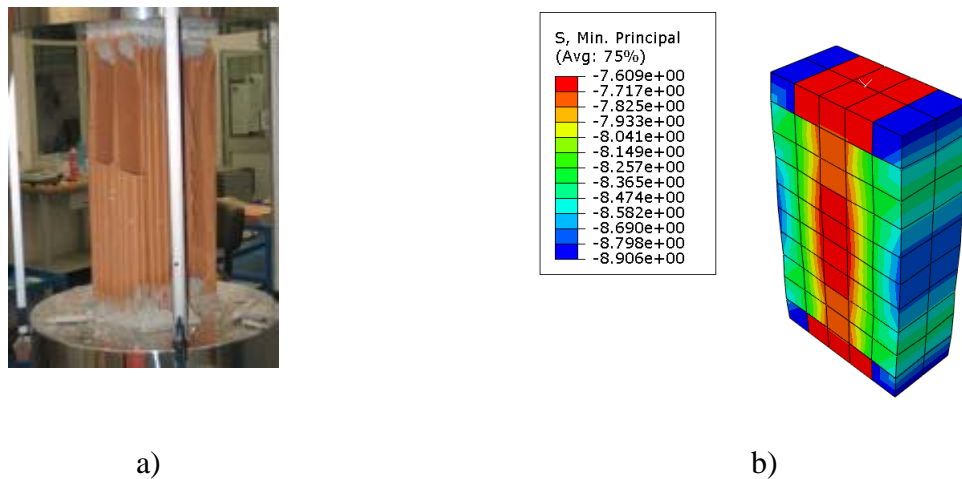 S, Min. Principal
(Avg: 75%)
-7.609e+00
-7.717e+00
-7.825e+00
-7.933e+00
-8.041e+00
-8.149e+00
-8.257e+00
-8.365e+00
-8.474e+00
-8.582e+00
-8.690e+00
-8.798e+00
-8.906e+00
Y
a)
b)